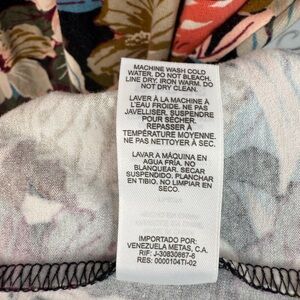 MACHINE WASH COLD
WATER. DO NOT BLEACH.
LINE DRY. IRON WARM. DO
NOT DRY CLEAN.
LAVER À LA MACHINE À
L'EAU FROIDE. NE PAS
JAVELLISER. SUSPENDRE
POUR SÉCHER.
REPASSER À
TEMPÉRATURE MOYENNE.
NE PAS NETTOYER À SEC.
LAVAR A MÁQUINA EN
AGUA FRÍA. NO
BLANQUEAR. SECAR
SUSPENDIDO. PLANCHAR
EN TIBIO, NO LIMPIAR EN
SECO.
IMPORTADO POR:
VENEZUELA METAS, C.A.
RIF: J-30830667-6
RES: 0000104TI-02